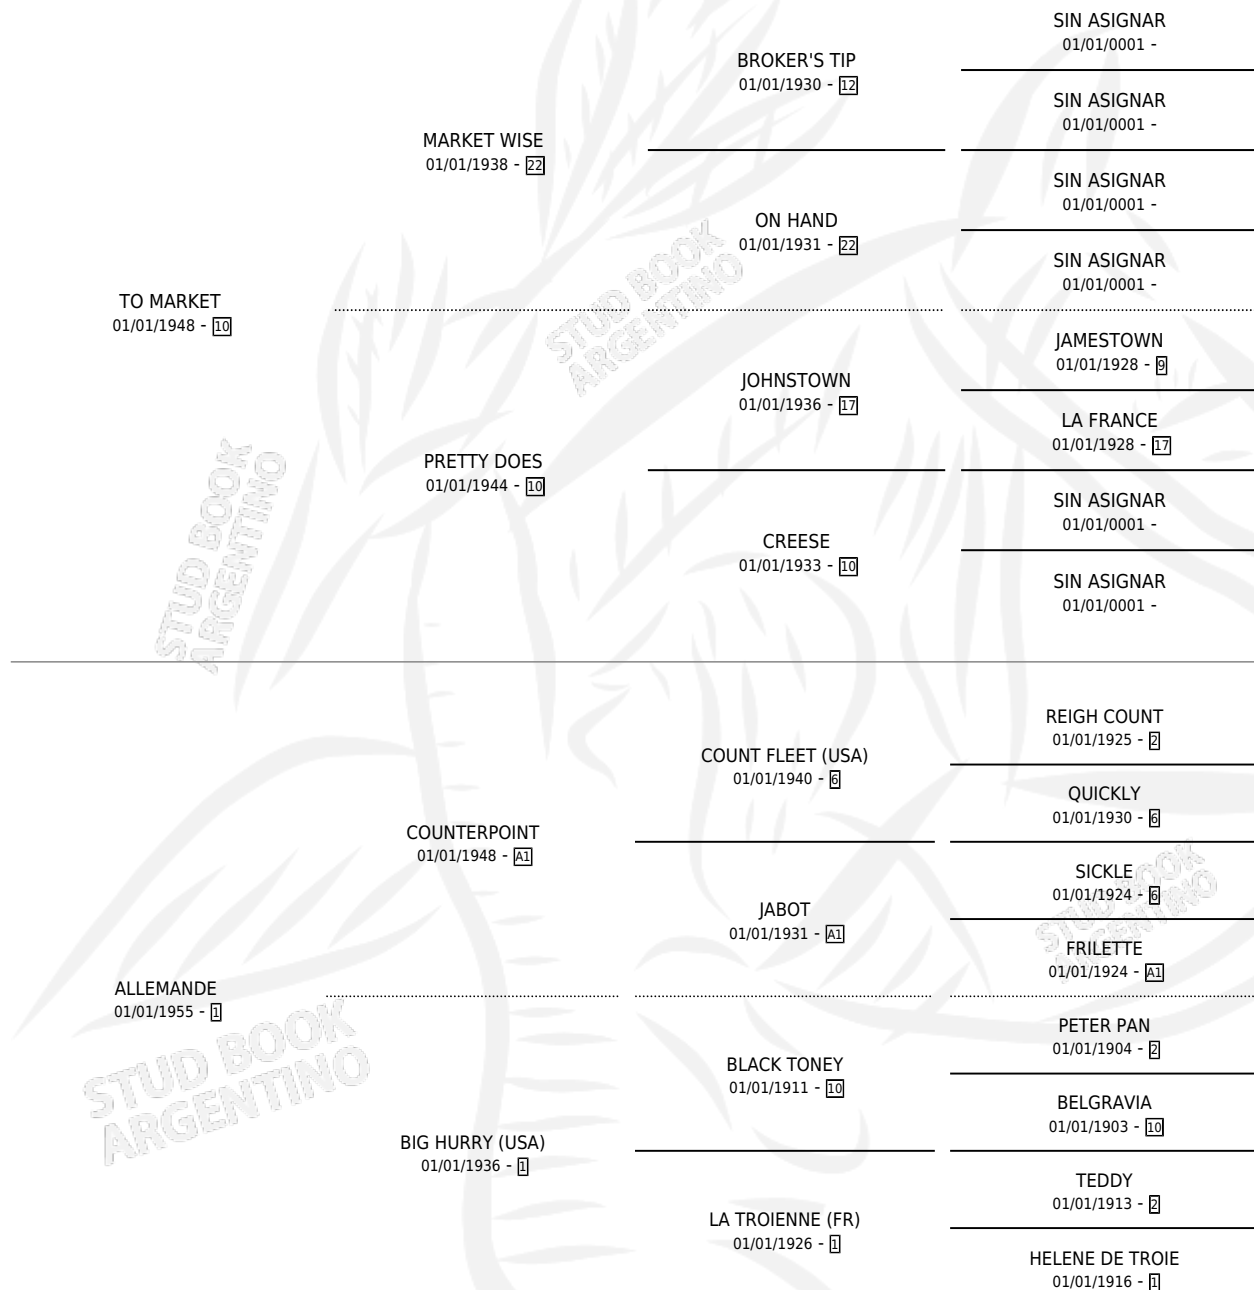 SIN ASIGNAR
01/01/0001 -
BROKER'S TIP
01/01/1930 - 12
SIN ASIGNAR
01/01/0001 -
MARKET WISE
01/01/1938 - 22
SIN ASIGNAR
01/01/0001 -
ON HAND
01/01/1931 - 22
SIN ASIGNAR
01/01/0001 -
TO MARKET
01/01/1948 - 10
JAMESTOWN
01/01/1928 - 9
JOHNSTOWN
01/01/1936 - 17
LA FRANCE
01/01/1928 - 17
PRETTY DOES
01/01/1944 - 10
SIN ASIGNAR
01/01/0001 -
CREESE
01/01/1933 - 10
SIN ASIGNAR
01/01/0001 -
REIGH COUNT
01/01/1925 - 2
COUNT FLEET (USA)
01/01/1940 - 6
QUICKLY
01/01/1930 - 6
COUNTERPOINT
01/01/1948 - A1
SICKLE
01/01/1924 - 6
JABOT
01/01/1931 - A1
FRILETTE
01/01/1924 - A1
ALLEMANDE
01/01/1955 - 1
PETER PAN
01/01/1904 - 2
BLACK TONEY
01/01/1911 - 10
BELGRAVIA
01/01/1903 - 10
BIG HURRY (USA)
01/01/1936 - 1
TEDDY
01/01/1913 - 2
LA TROIENNE (FR)
01/01/1926 - 1
HELENE DE TROIE
01/01/1916 - 1
STUD BOOK
ARGENTINO
STUD BOOK
ARGENTINO
STUD BOOK
ARGENTINO
STUD BOOK
ARGENTINO